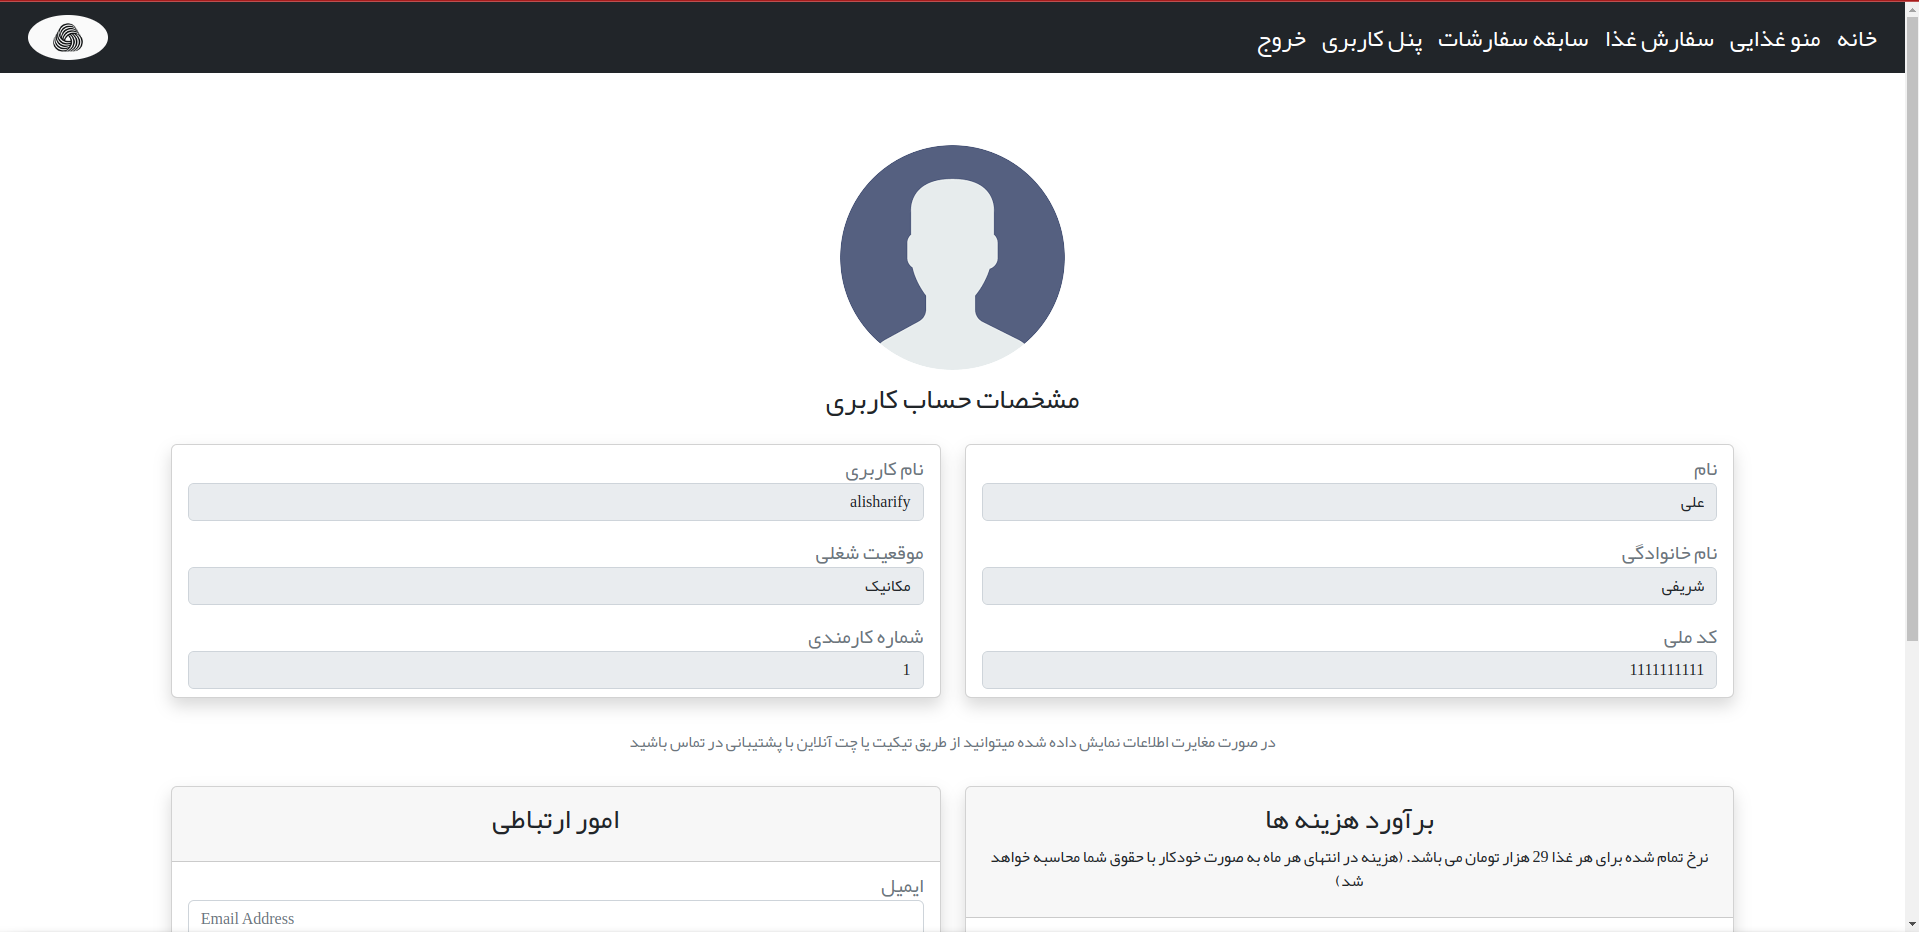 خانه منو غذایی سفارش غذا سابقه سفارشات پنل کاربری خروج
مشخصات حساب کاربری
نام
علی
نام خانوادگی
شریفی
کد ملی
1111111111
نام کاربری
alisharify
موقعیت شغلی
مکانیک
شماره کارمندی
1
در صورت مغایرت اطلاعات نمایش داده شده میتوانید از طریق تیکیت یا چت آنلاین با پشتیبانی در تماس باشید
برآورد هزینه ها
نرخ تمام شده برای هر غذا 29 هزار تومان می باشد. (هزینه در انتهای هر ماه به صورت خودکار با حقوق شما محاسبه خواهد
شد)
امور ارتباطی
ایمیل
Email Address